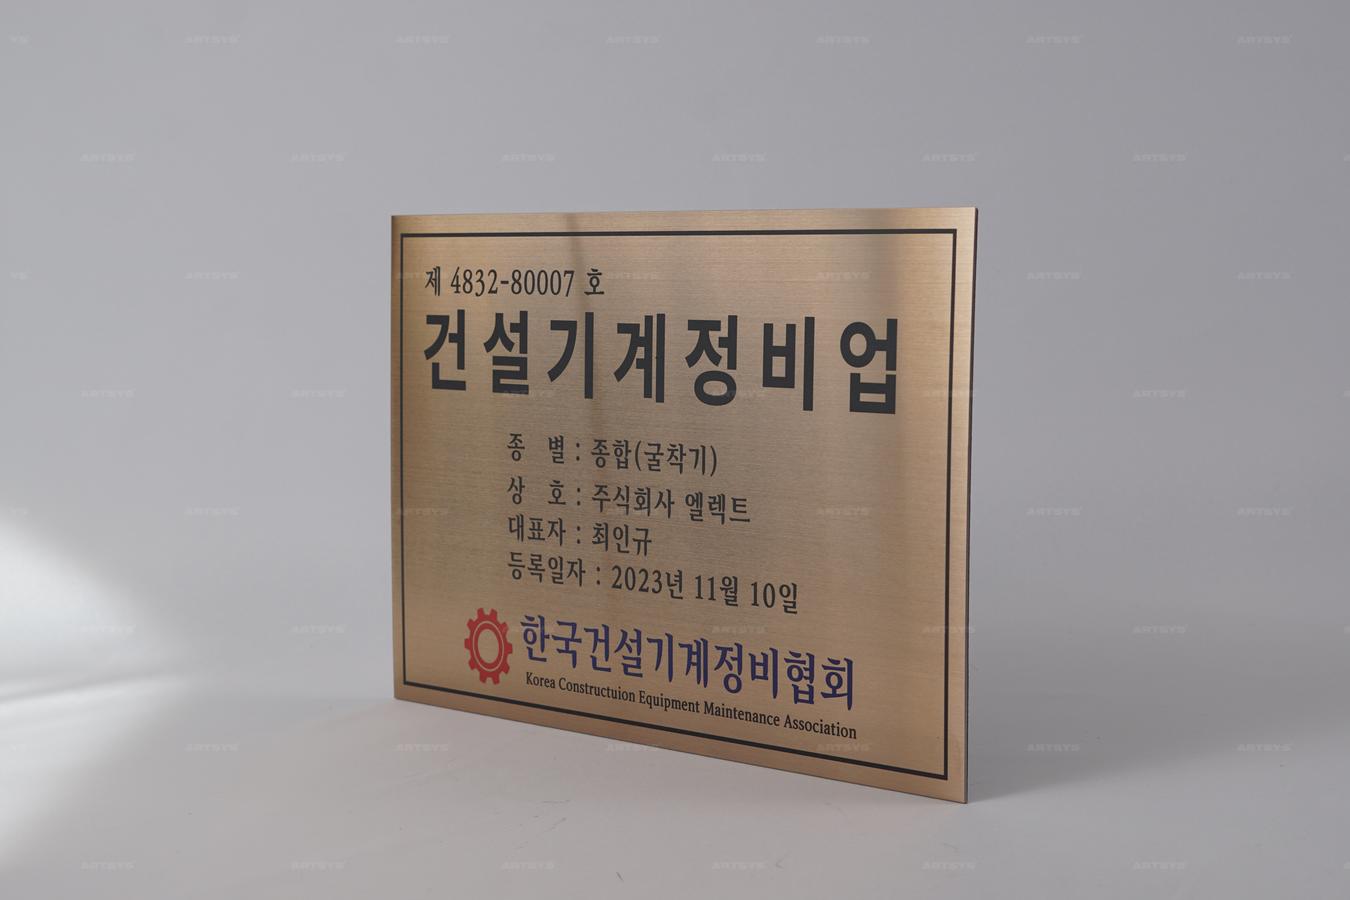 제 4832-80007 호
건설기계정비업
종 별 : 종합(굴착기)
상 호 : 주식회사 엘렉트
대표자 : 최인규
등록일자 : 2023년 11월 10일
한국건설기계정비협회
Korea Constructuion Equipment Maintenance Association
ARTSYS